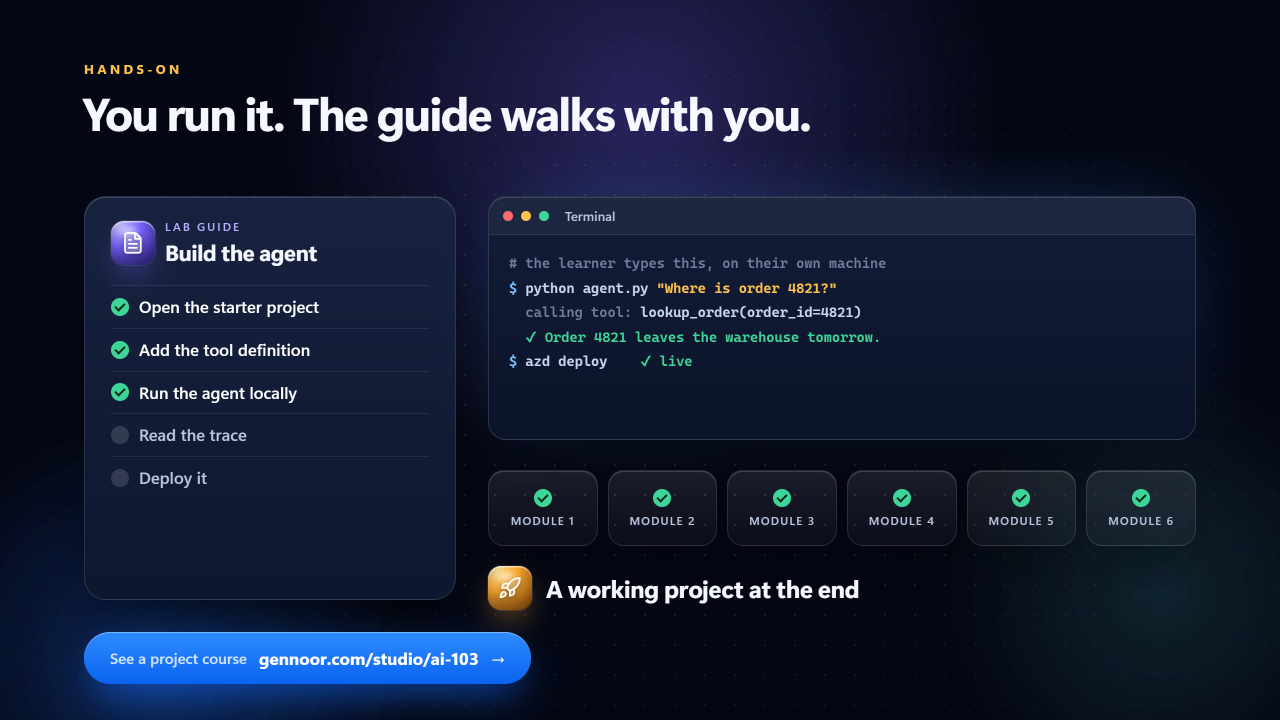 HANDS-ON
You run it. The guide walks with you.
LAB GUIDE
Build the agent
Open the starter project
Add the tool definition
Run the agent locally
Read the trace
Deploy it
Terminal
# the learner types this, on their own machine
$ python agent.py "Where is order 4821?"
calling tool: lookup_order(order_id=4821)
✓ Order 4821 leaves the warehouse tomorrow.
$ azd deploy ✓ live
MODULE 1
MODULE 2
MODULE 3
MODULE 4
MODULE 5
MODULE 6
A working project at the end
See a project course gennoor.com/studio/ai-103 →